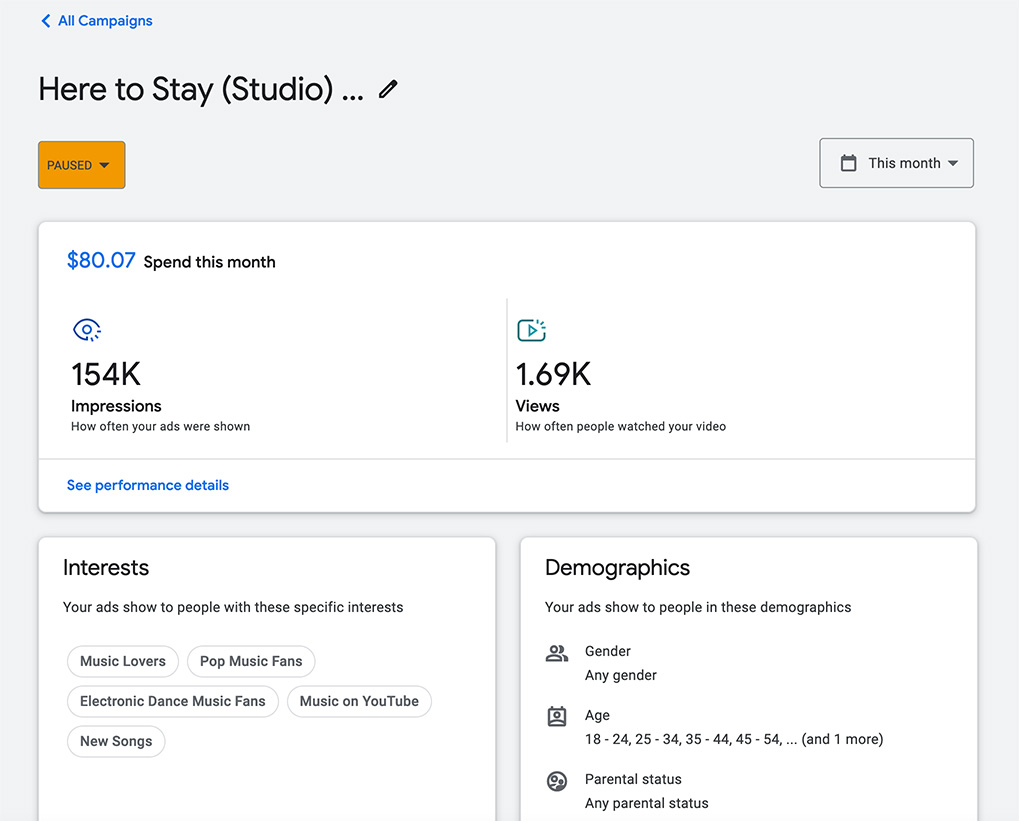 All Campaigns
Here to Stay (Studio) ...
PAUSED
This month
$80.07 Spend this month
154K
Impressions
How often your ads were shown
1.69K
Views
How often people watched your video
See performance details
Interests
Your ads show to people with these specific interests
Music Lovers
Pop Music Fans
Electronic Dance Music Fans
Music on YouTube
New Songs
Demographics
Your ads show to people in these demographics
Gender
Any gender
Age
18 - 24, 25 - 34, 35 - 44, 45 - 54, ... (and 1 more)
Parental status
Any parental status